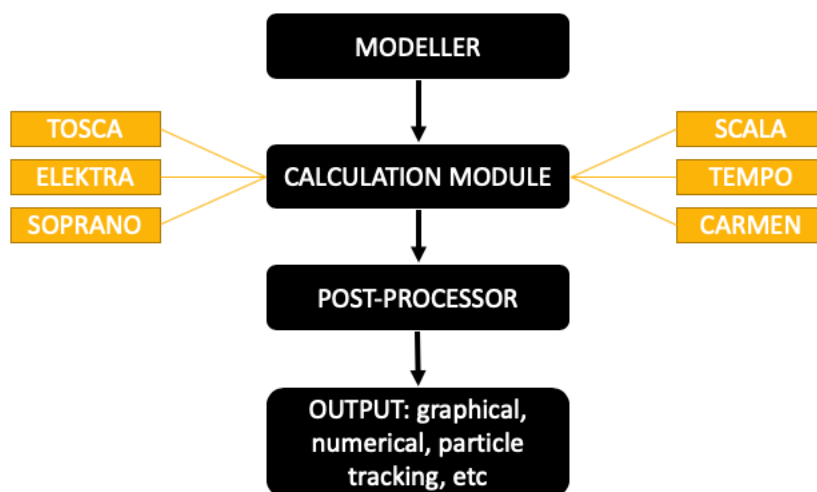 MODELLER
TOSCA
ELEKTRA
SOPRANO
CALCULATION MODULE
SCALA
TEMPO
CARMEN
POST-PROCESSOR
OUTPUT: graphical,
numerical, particle
tracking, etc